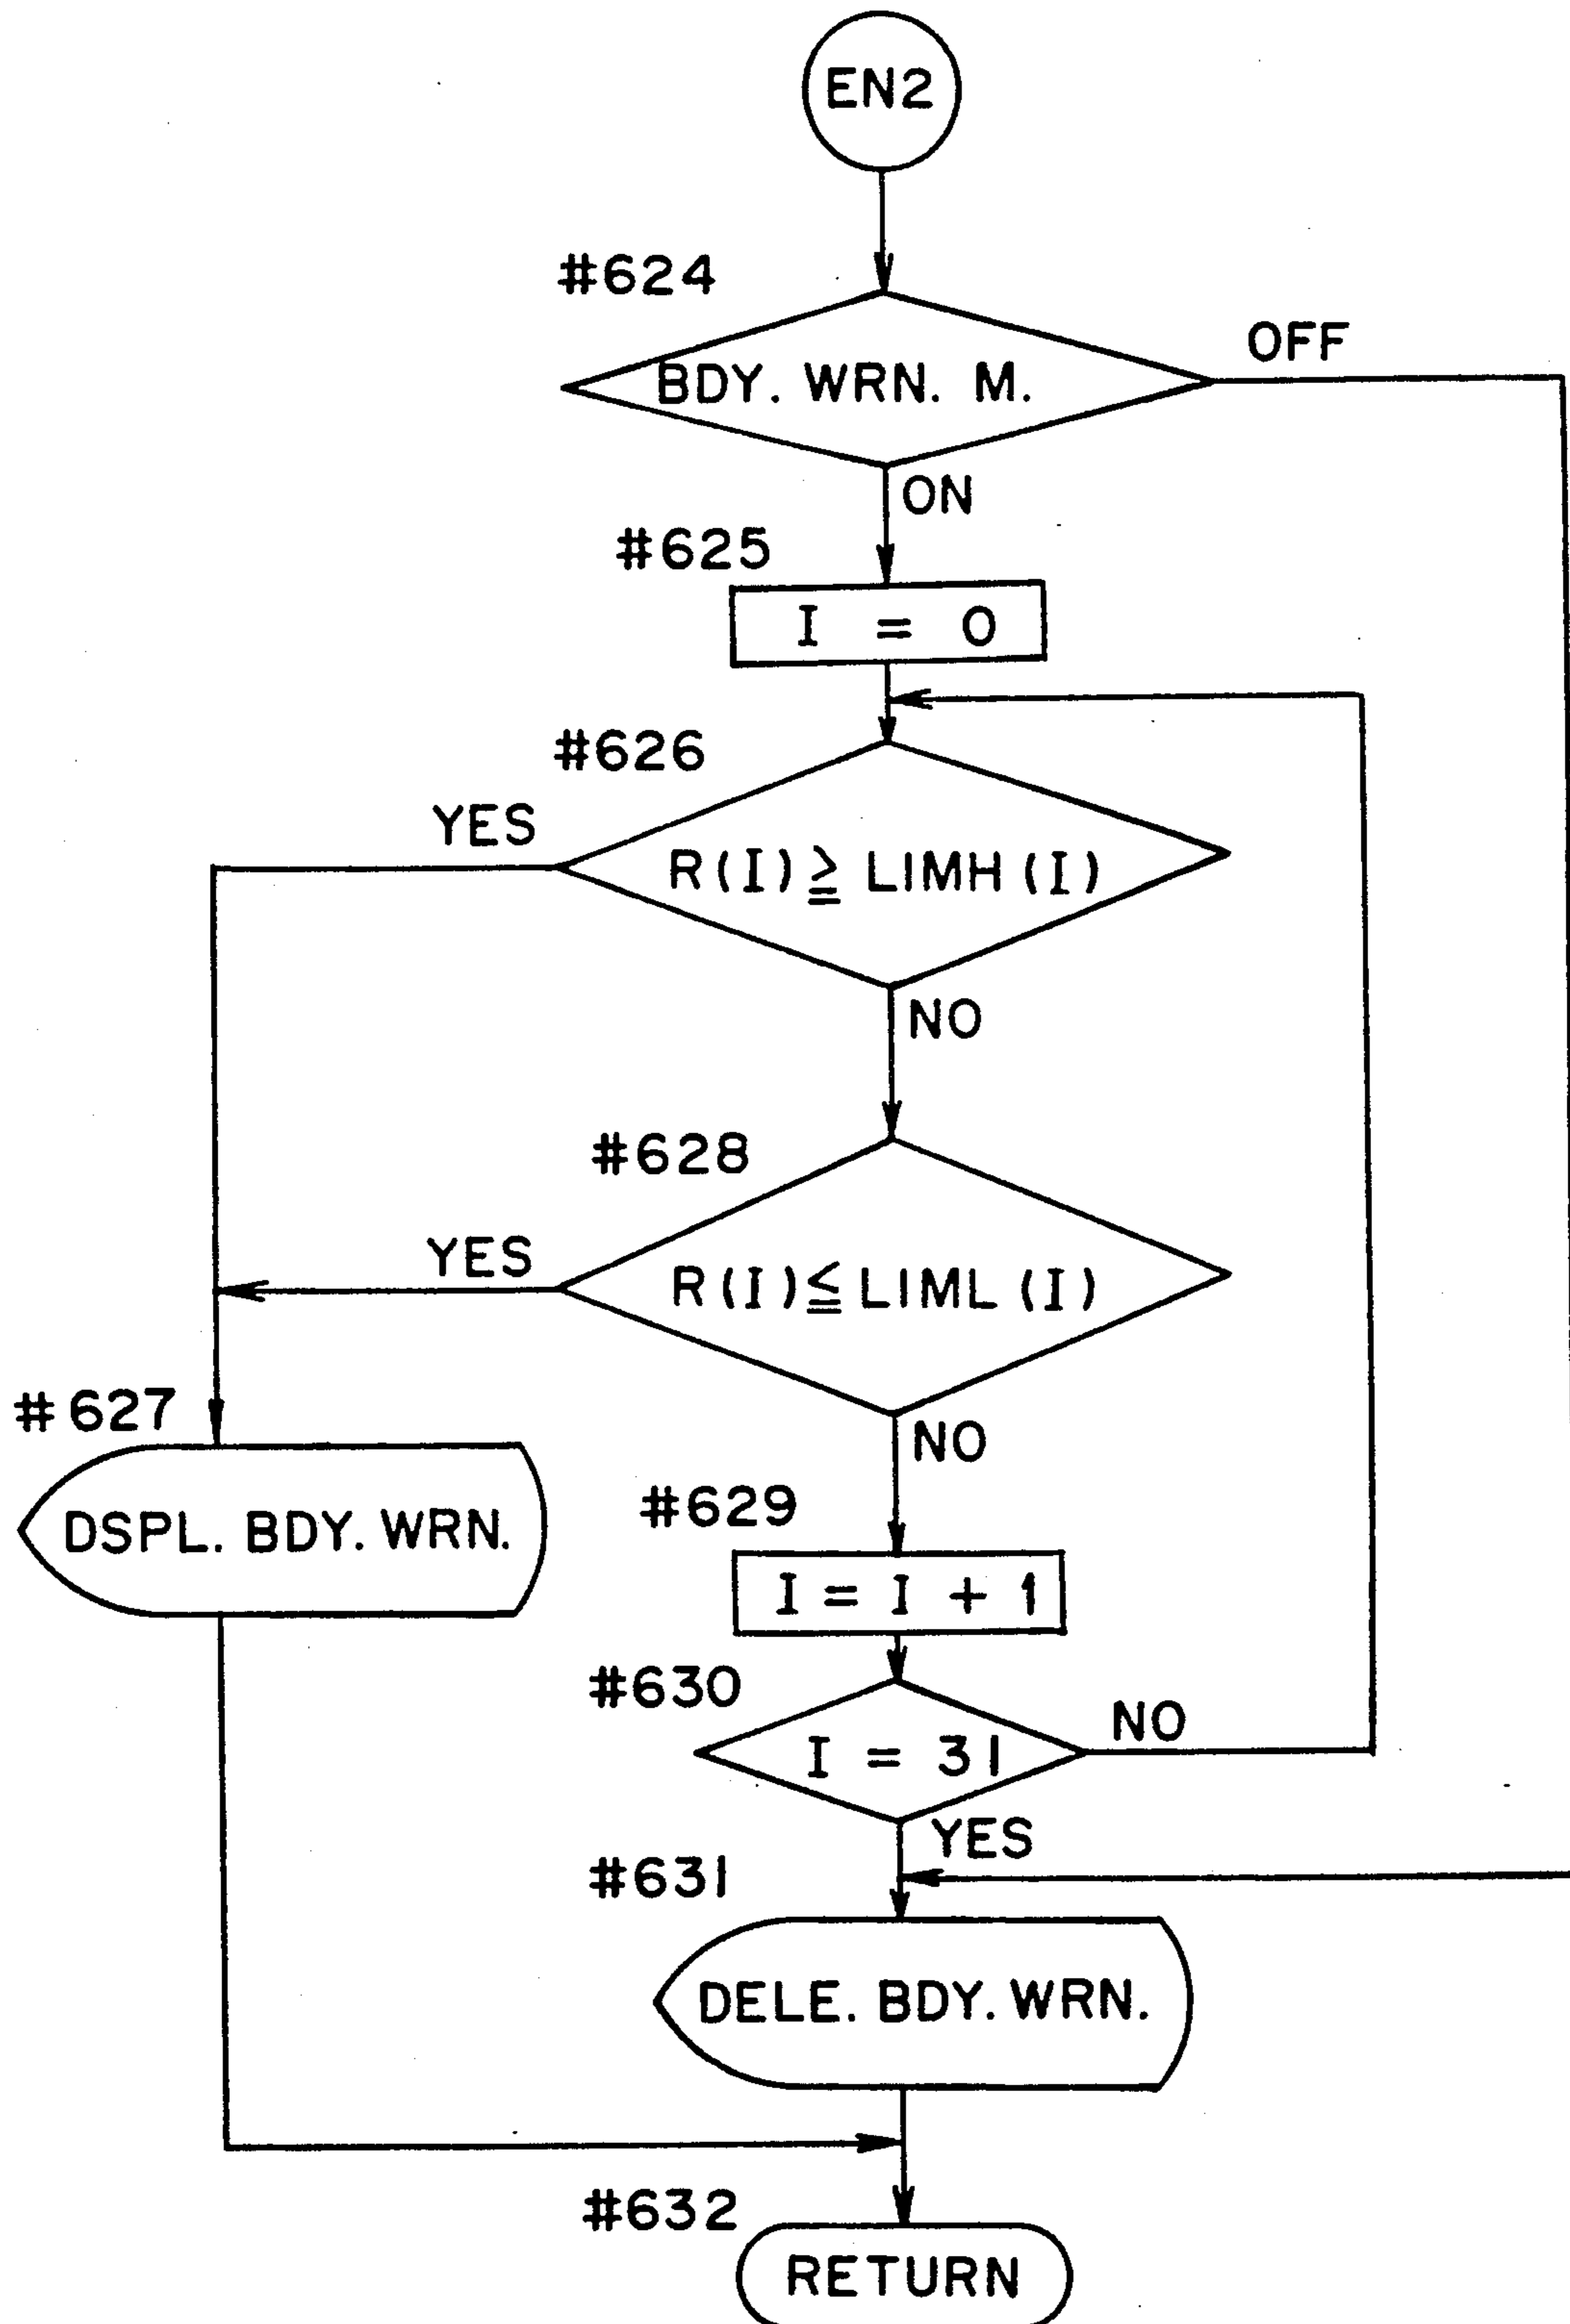 EN2
#624
BDY. WRN. M.
OFF
ON
#625
I = 0
#626
YES
R(I) ≧ LIMH (I)
NO
#628
YES
R(I) ≦ LIML (I)
#627
NO
DSPL. BDY. WRN.
#629
I = I + 1
#630
I = 31
NO
YES
#631
DELE. BDY. WRN.
#632
RETURN